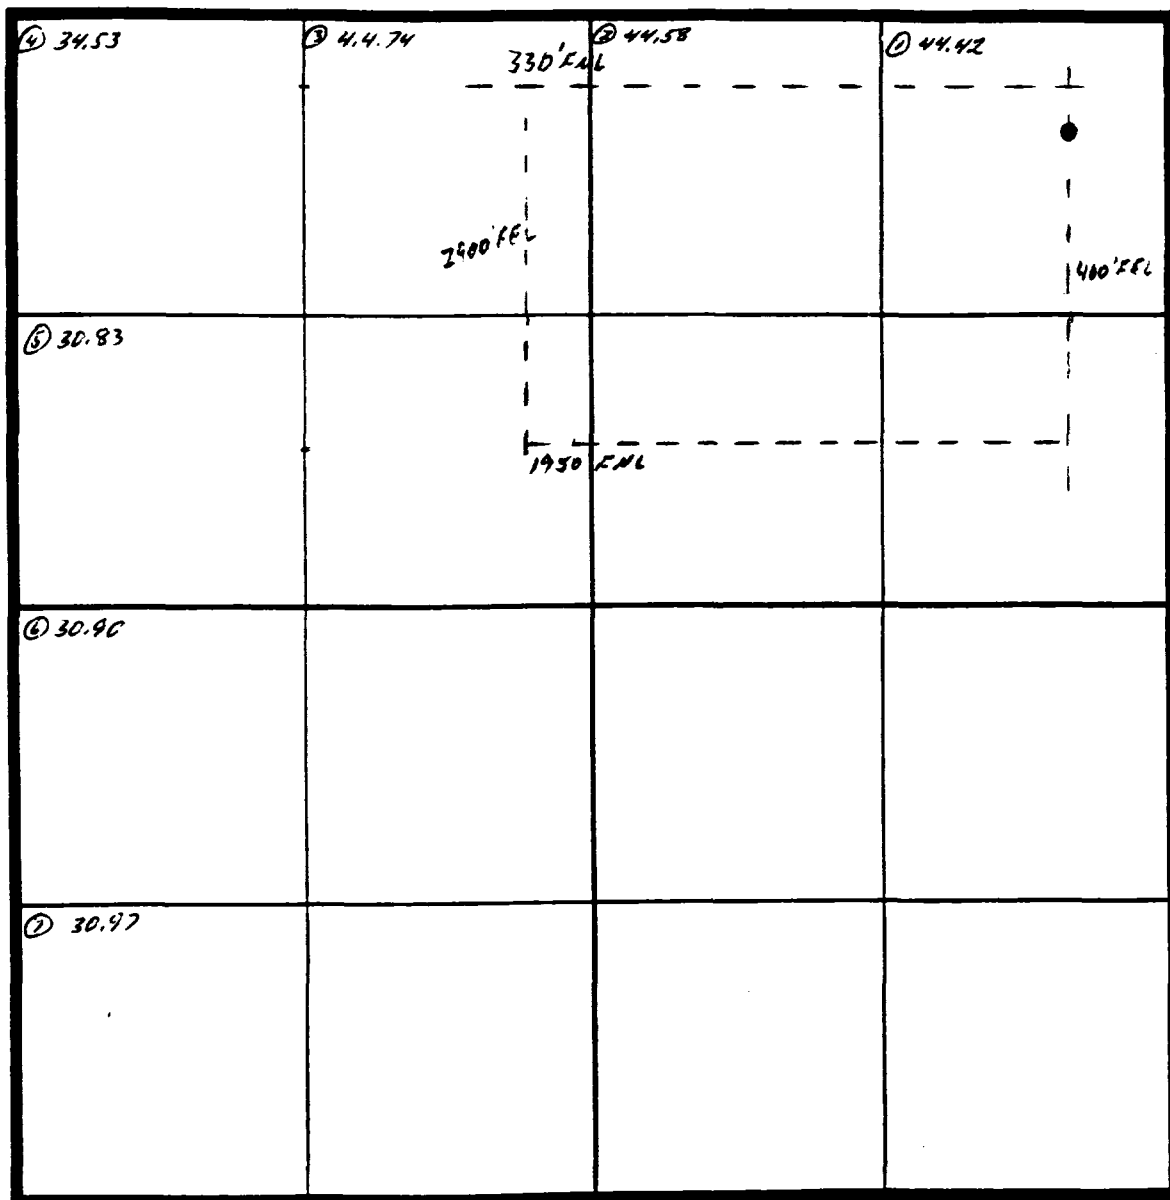 ④ 34.53
③ 4.4.74
② 44.58
① 44.42
330' FNL
2400' FEL
400' FEL
⑤ 30.83
1950 FNL
⑥ 30.90
⑦ 30.97